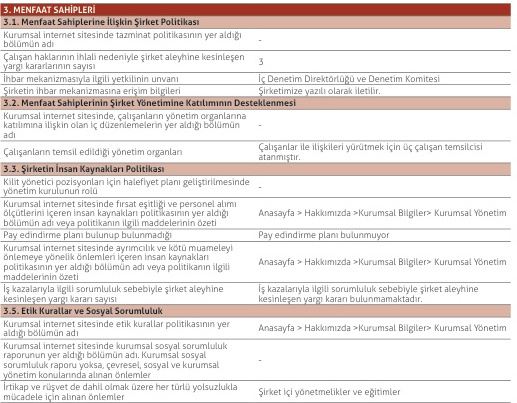 3. MENFAAT SAHİPLERİ
3.1. Menfaat Sahiplerine İlişkin Şirket Politikası
Kurumsal internet sitesinde tazminat politikasının yer aldığı
bölümün adı
-
Çalışan haklarının ihlali nedeniyle şirket aleyhine kesinleşen
yargı kararlarının sayısı
3
İhbar mekanizmasıyla ilgili yetkilinin unvanı
İç Denetim Direktörlüğü ve Denetim Komitesi
Şirketin ihbar mekanizmasına erişim bilgileri
Şirketimize yazılı olarak iletilir.
3.2. Menfaat Sahiplerinin Şirket Yönetimine Katılımının Desteklenmesi
Kurumsal internet sitesinde, çalışanların yönetim organlarına
katılımına ilişkin olan iç düzenlemelerin yer aldığı bölümün
adı
-
Çalışanların temsil edildiği yönetim organları
Çalışanlar ile ilişkileri yürütmek için üç çalışan temsilcisi
atanmıştır.
3.3. Şirketin İnsan Kaynakları Politikası
Kilit yönetici pozisyonları için halefiyet planı geliştirilmesinde
yönetim kurulunun rolü
-
Kurumsal internet sitesinde fırsat eşitliği ve personel alımı
ölçütlerini içeren insan kaynakları politikasının yer aldığı
bölümün adı veya politikanın ilgili maddelerinin özeti
Anasayfa > Hakkımızda >Kurumsal Bilgiler> Kurumsal Yönetim
Pay edindirme planı bulunup bulunmadığı
Pay edindirme planı bulunmuyor
Kurumsal internet sitesinde ayrımcılık ve kötü muameleyi
önlemeye yönelik önlemleri içeren insan kaynakları
politikasının yer aldığı bölümün adı veya politikanın ilgili
maddelerinin özeti
Anasayfa > Hakkımızda >Kurumsal Bilgiler> Kurumsal Yönetim
İş kazalarıyla ilgili sorumluluk sebebiyle şirket aleyhine
kesinleşen yargı kararı sayısı
İş kazalarıyla ilgili sorumluluk sebebiyle şirket aleyhine
kesinleşen yargı kararı bulunmamaktadır.
3.5. Etik Kurallar ve Sosyal Sorumluluk
Kurumsal internet sitesinde etik kurallar politikasının yer
aldığı bölümün adı
Anasayfa > Hakkımızda >Kurumsal Bilgiler> Kurumsal Yönetim
Kurumsal internet sitesinde kurumsal sosyal sorumluluk
raporunun yer aldığı bölümün adı. Kurumsal sosyal
sorumluluk raporu yoksa, çevresel, sosyal ve kurumsal
yönetim konularında alınan önlemler
-
İrtikap ve rüşvet de dahil olmak üzere her türlü yolsuzlukla
mücadele için alınan önlemler
Şirket içi yönetmelikler ve eğitimler